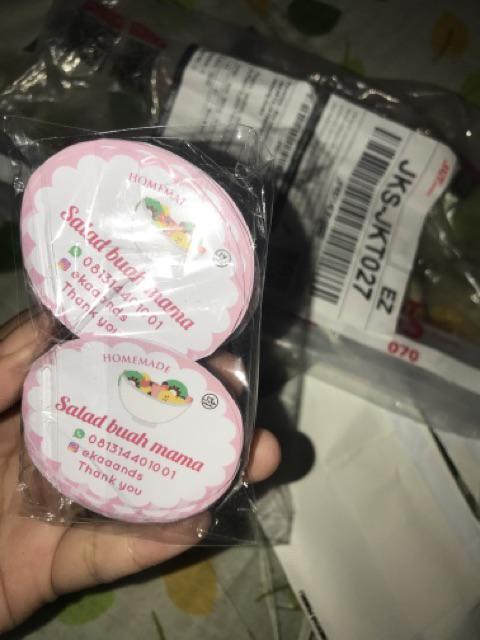 HOMEMA
Salad buah mama
081314401001
ekaaands
Thank you
HOMEMADE
Salad buah mama
081314401001
ekaaands
Thank you
JKS-JKT027
EZ
070